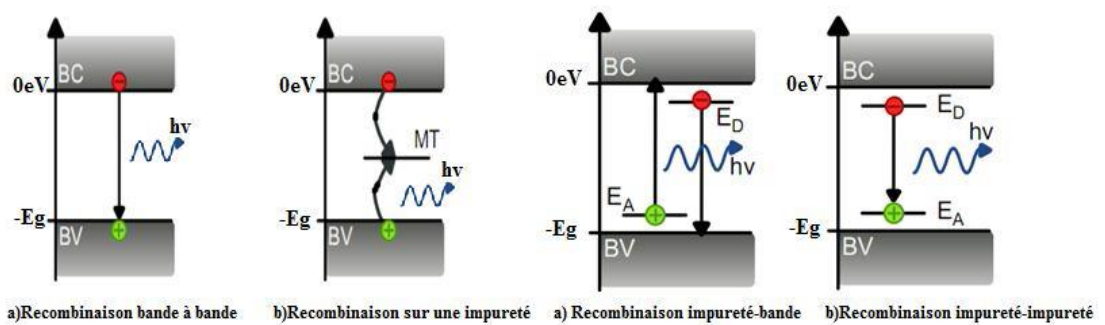 BC
0eV
hv
-Eg
BV
a)Recombinaison bande à bande
BC
0eV
MT
hv
-Eg
BV
b)Recombinaison sur une impureté
BC
0eV
E_D
hv
E_A
-Eg
BV
a) Recombinaison impureté-bande
BC
0eV
E_D
hv
E_A
-Eg
BV
b) Recombinaison impureté-impureté